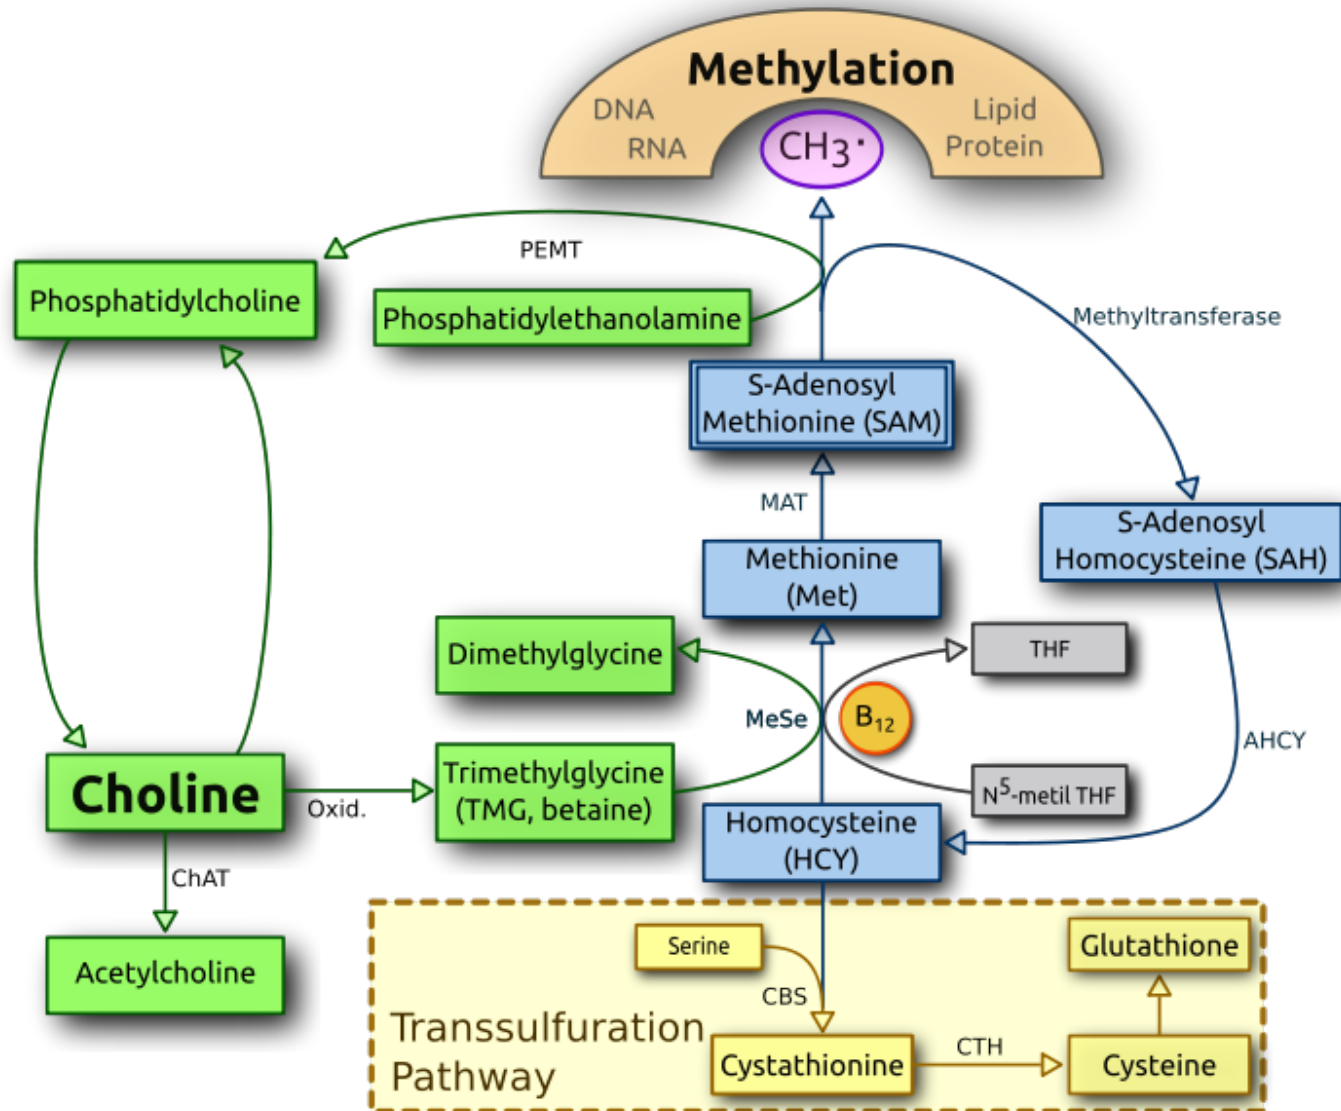 Methylation
DNA
Lipid
RNA
Protein
CH3·
PEMT
Phosphatidylcholine
Phosphatidylethanolamine
Methyltransferase
S-Adenosyl
Methionine (SAM)
MAT
S-Adenosyl
Homocysteine (SAH)
Methionine
(Met)
Dimethylglycine
THF
MeSe
B12
AHCY
Choline
Oxid.
Trimethylglycine
(TMG, betaine)
N5-metil THF
Homocysteine
(HCY)
ChAT
Acetylcholine
Serine
Glutathione
CBS
Transsulfuration
Pathway
Cystathionine
CTH
Cysteine